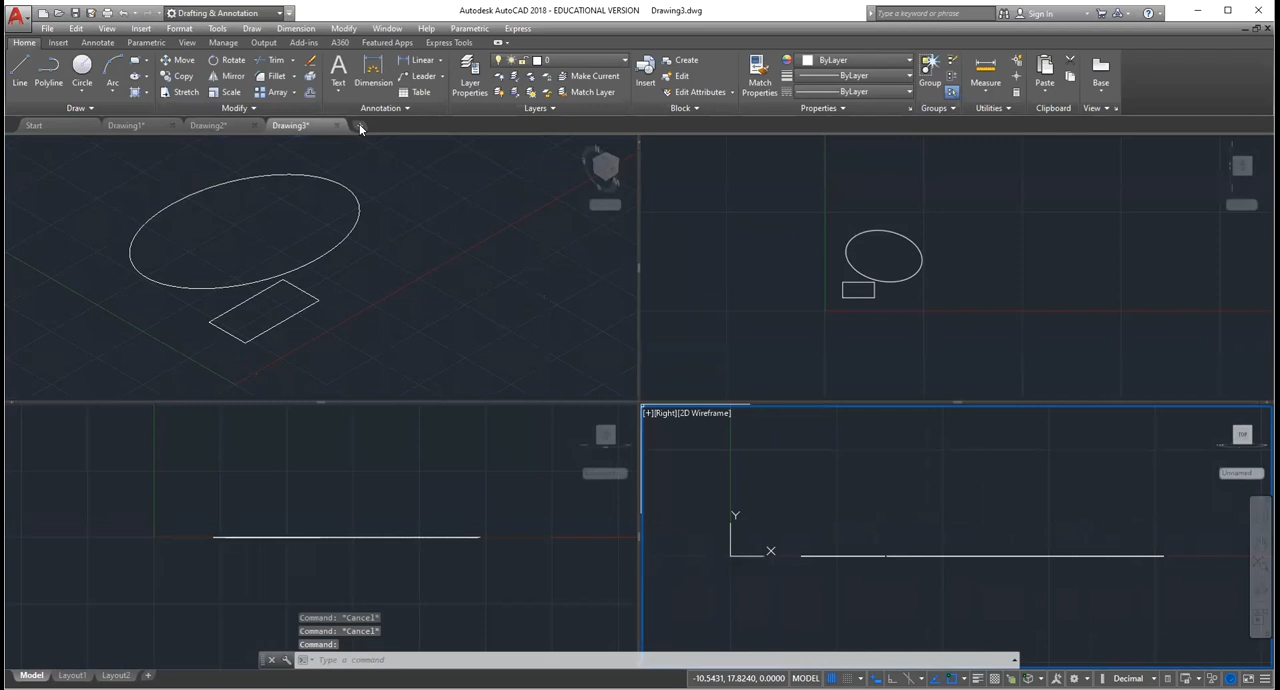 Drafting & Annotation
Autodesk AutoCAD 2018 - EDUCATIONAL VERSION Drawing3.dwg
Type a keyword or phrase
Sign In
File Edit View Insert Format Tools Draw Dimension Modify Window Help Parametric Express
Home Insert Annotate Parametric View Manage Output Add-ins A360 Featured Apps Express Tools
Line Polyline Circle Arc
Move Rotate Trim
Copy Mirror Fillet
Stretch Scale Array
Text Dimension
Linear
Leader
Table
Layer Properties
0
Make Current
Match Layer
Insert
Create
Edit
Edit Attributes
Match Properties
ByLayer
ByLayer
ByLayer
Group Measure Paste Base
Draw Modify Annotation Layers Block Properties Groups Utilities Clipboard View
Start Drawing1* Drawing2* Drawing3*
[+][Right][2D Wireframe]
TOP
Unnamed
Y
X
Command: *Cancel*
Command: *Cancel*
Command:
Type a command
Model Layout1 Layout2 +
-10.5431, 17.8240, 0.0000 MODEL
Decimal